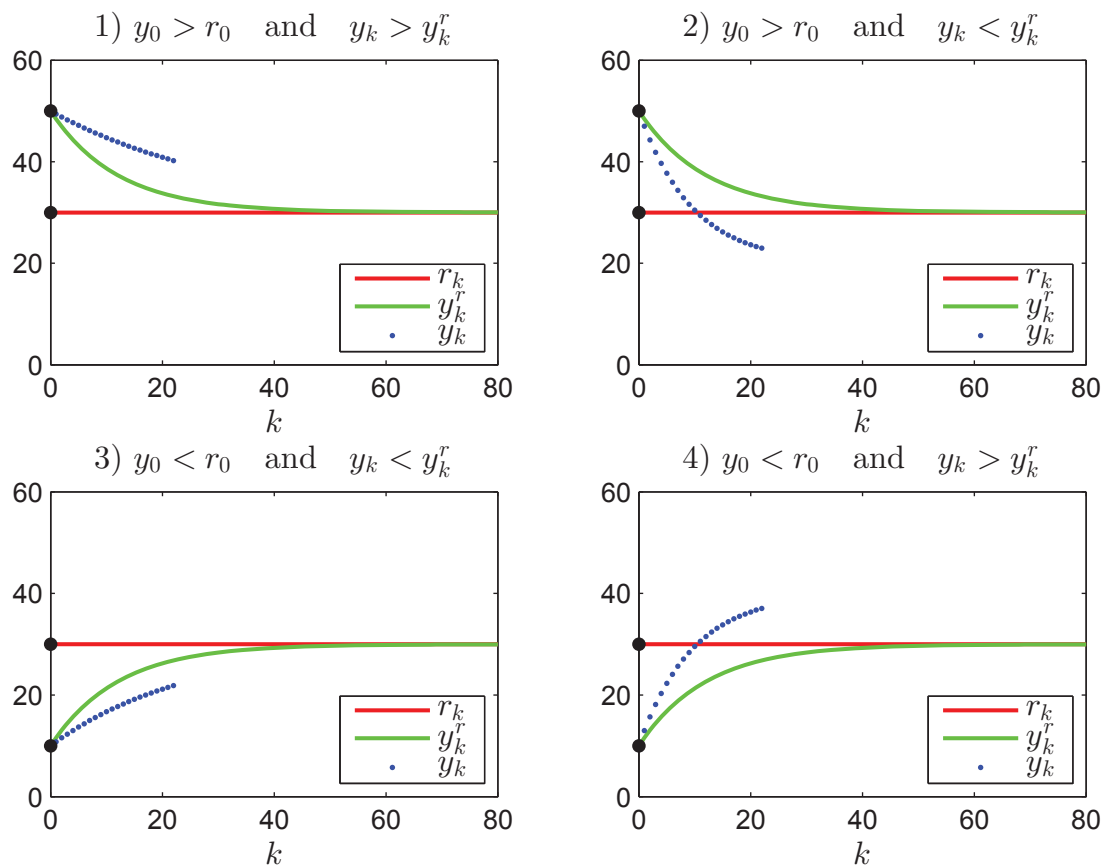 1) y_0 > r_0 and y_k > y_k^r
60
40
20
0
r_k
y_k^r
y_k
0 20 40 60 80
k
2) y_0 > r_0 and y_k < y_k^r
60
40
20
0
r_k
y_k^r
y_k
0 20 40 60 80
k
3) y_0 < r_0 and y_k < y_k^r
60
40
20
0
r_k
y_k^r
y_k
0 20 40 60 80
k
4) y_0 < r_0 and y_k > y_k^r
60
40
20
0
r_k
y_k^r
y_k
0 20 40 60 80
k